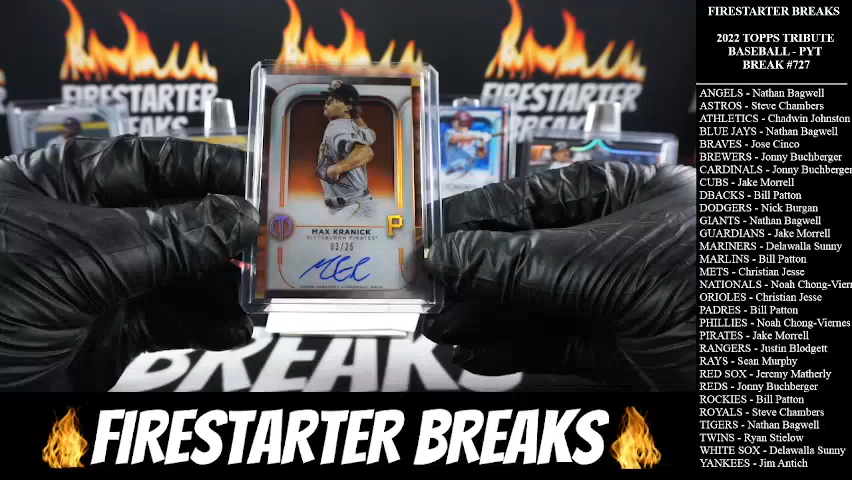 FIRESTARTER BREAKS
2022 TOPPS TRIBUTE
BASEBALL - PYT
BREAK #727
ANGELS - Nathan Bagwell
ASTROS - Steve Chambers
ATHLETICS - Chadwin Johnston
BLUE JAYS - Nathan Bagwell
BRAVES - Jose Cinco
BREWERS - Jonny Buchberger
CARDINALS - Jonny Buchberger
CUBS - Jake Morrell
DBACKS - Bill Patton
DODGERS - Nick Burgan
GIANTS - Nathan Bagwell
GUARDIANS - Jake Morrell
MARINERS - Delawalla Sunny
MARLINS - Bill Patton
METS - Christian Jesse
NATIONALS - Noah Chong-Viern
ORIOLES - Christian Jesse
PADRES - Bill Patton
PHILLIES - Noah Chong-Viernes
PIRATES - Jake Morrell
RANGERS - Justin Blodgett
RAYS - Sean Murphy
RED SOX - Jeremy Matherly
REDS - Jonny Buchberger
ROCKIES - Bill Patton
ROYALS - Steve Chambers
TIGERS - Nathan Bagwell
TWINS - Ryan Stielow
WHITE SOX - Delawalla Sunny
YANKEES - Jim Antich
FIRESTARTER
BREAKS
FIRESTARTER
MAX KRANICK
PITTSBURGH PIRATES
03/25
P
BREAKS
FIRESTARTER BREAKS